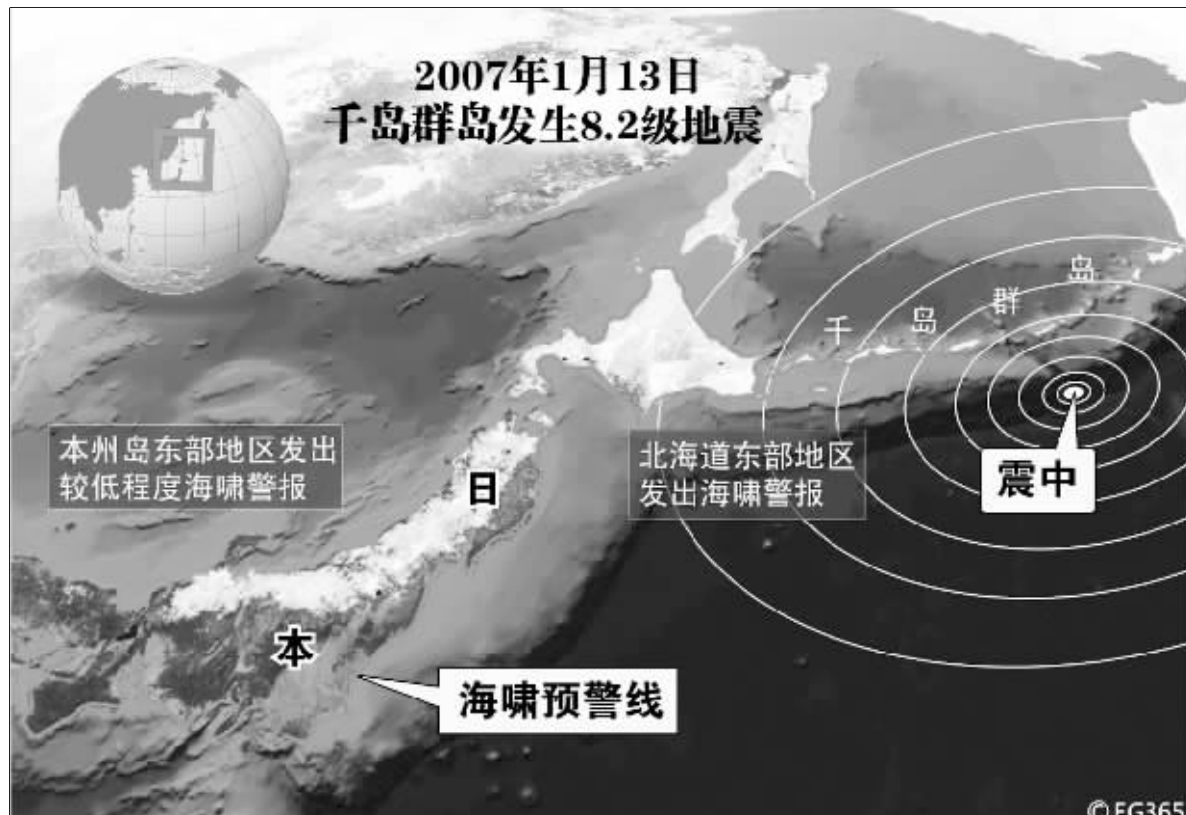 2007年1月13日
千岛群岛发生8.2级地震
千岛群岛
本州岛东部地区发出
较低程度海啸警报
日本
北海道东部地区
发出海啸警报
震中
海啸预警线
© EG365